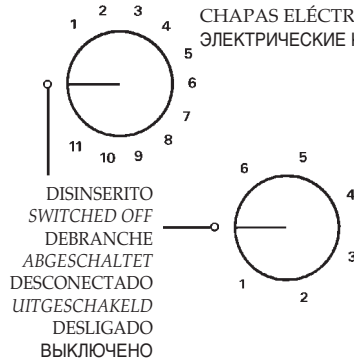 CHAPAS ELÉCTR
ЭЛЕКТРИЧЕСКИЕ
1 2 3 4 5 6 7 8 9 10 11
DISINSERITO
SWITCHED OFF
DEBRANCHE
ABGESCHALTET
DESCONECTADO
UITGESCHAKELD
DESLIGADO
ВЫКЛЮЧЕНО
1 2 3 4 5 6